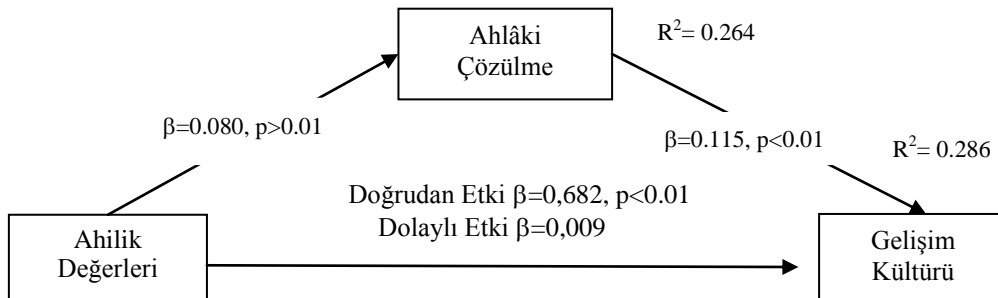 Ahlâki
Çözülme
R²= 0.264
β=0.080, p>0.01
β=0.115, p<0.01
R²= 0.286
Doğrudan Etki β=0,682, p<0.01
Dolaylı Etki β=0,009
Ahilik
Değerleri
Gelişim
Kültürü